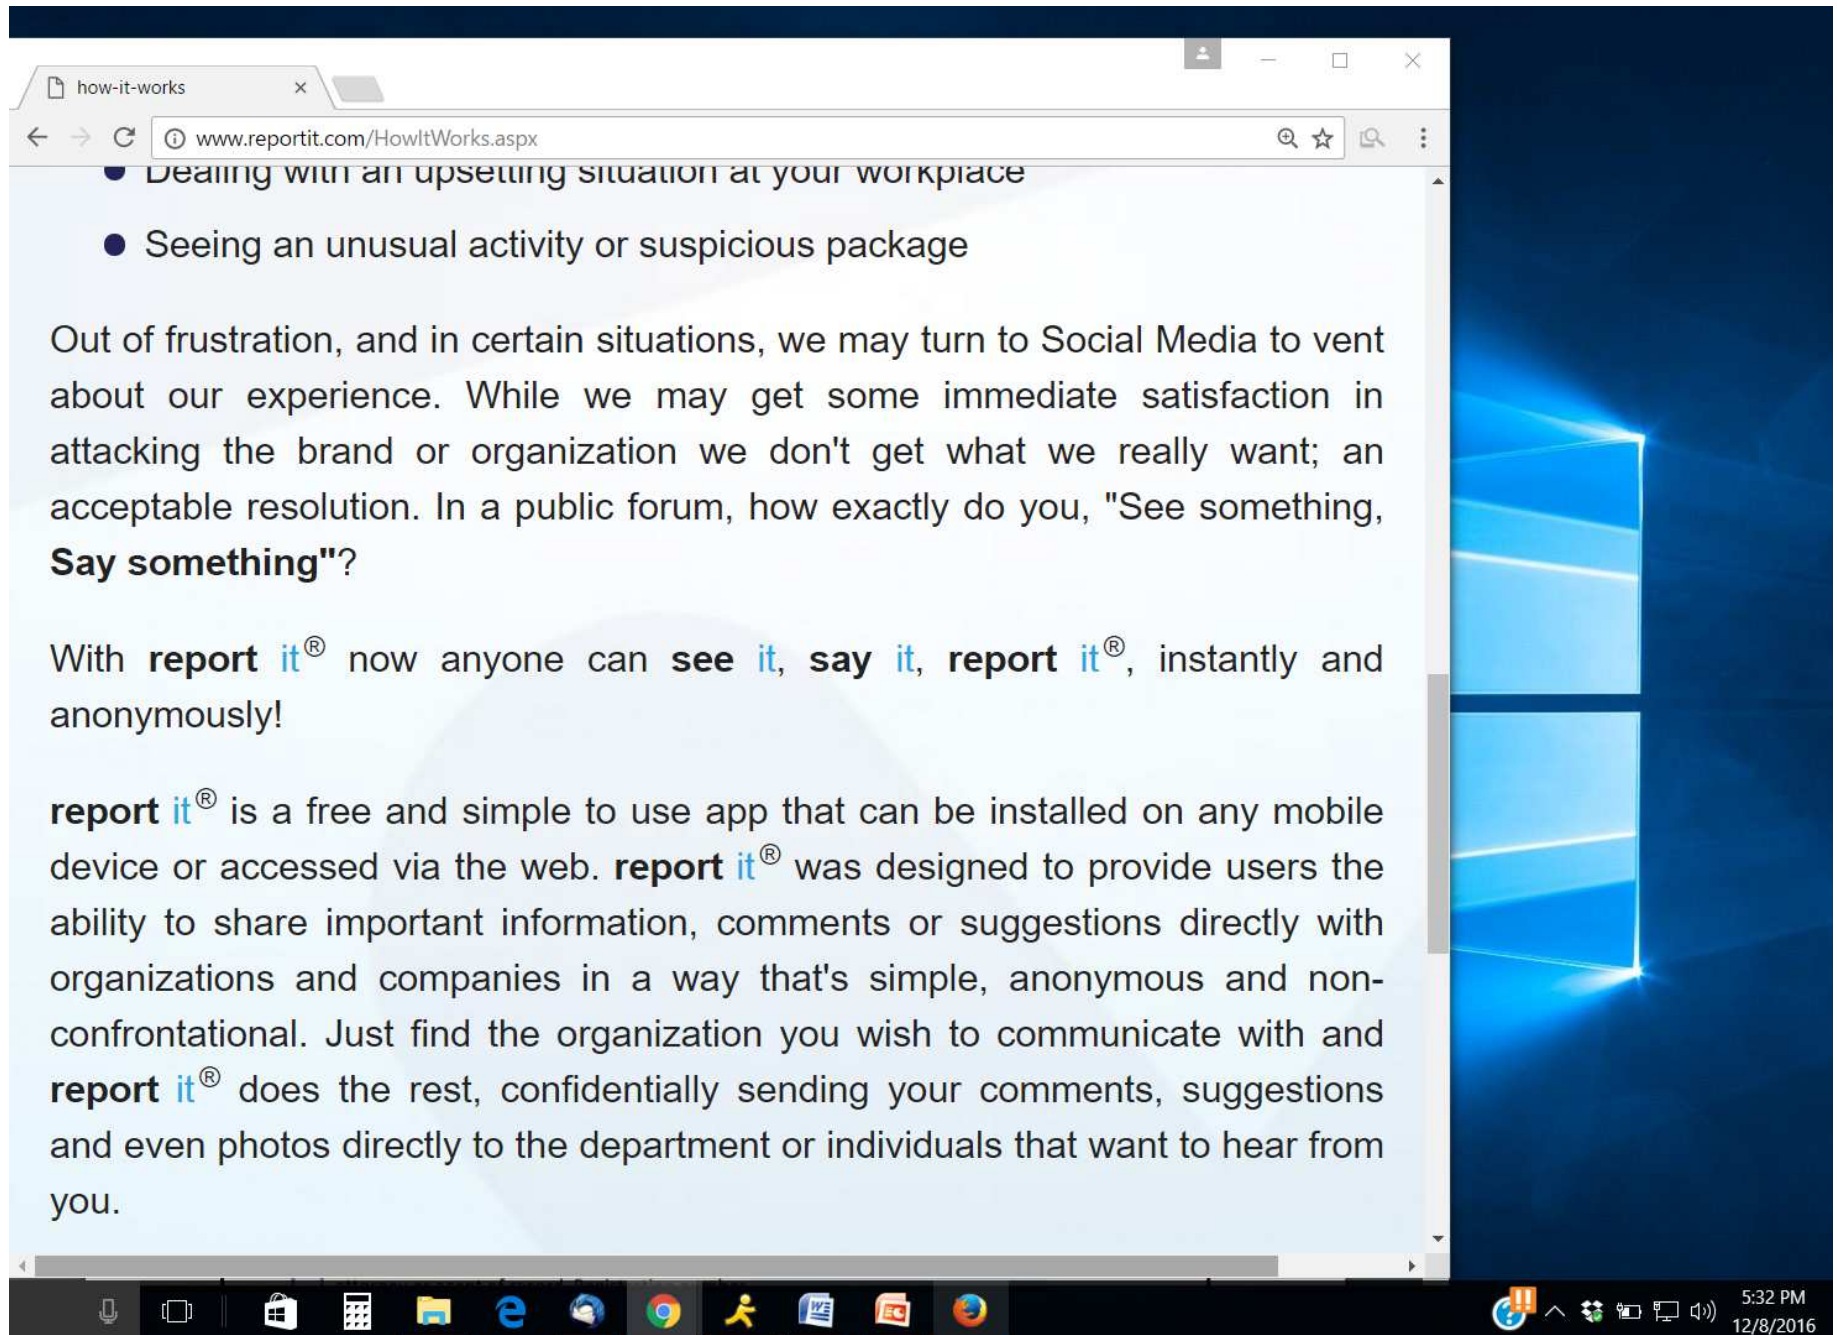 how-it-works
www.reportit.com/HowItWorks.aspx
Dealing with an upsetting situation at your workplace
Seeing an unusual activity or suspicious package
Out of frustration, and in certain situations, we may turn to Social Media to vent
about our experience. While we may get some immediate satisfaction in
attacking the brand or organization we don't get what we really want; an
acceptable resolution. In a public forum, how exactly do you, "See something,
Say something"?
With report it® now anyone can see it, say it, report it®, instantly and
anonymously!
report it® is a free and simple to use app that can be installed on any mobile
device or accessed via the web. report it® was designed to provide users the
ability to share important information, comments or suggestions directly with
organizations and companies in a way that's simple, anonymous and non-
confrontational. Just find the organization you wish to communicate with and
report it® does the rest, confidentially sending your comments, suggestions
and even photos directly to the department or individuals that want to hear from
you.
5:32 PM
12/8/2016